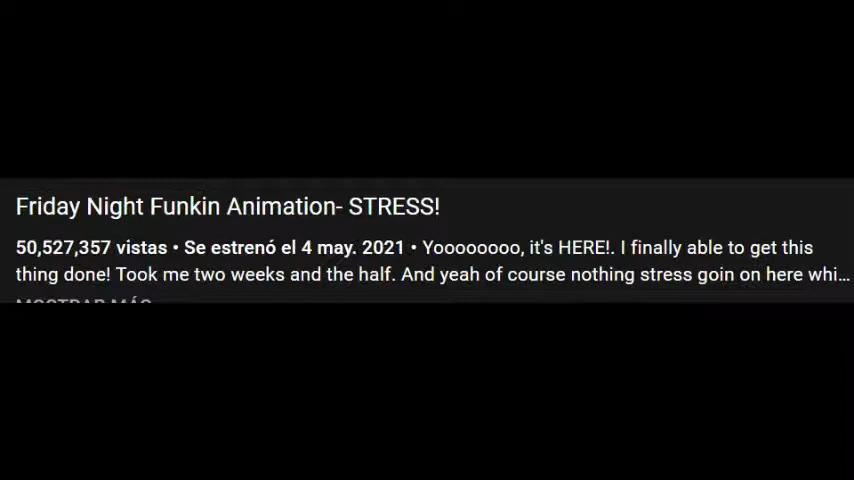 Friday Night Funkin Animation- STRESS!
50,527,357 vistas • Se estrenó el 4 may. 2021 • Yoooooooo, it's HERE!. I finally able to get this
thing done! Took me two weeks and the half. And yeah of course nothing stress goin on here whi...
MOSTRAR MÁS